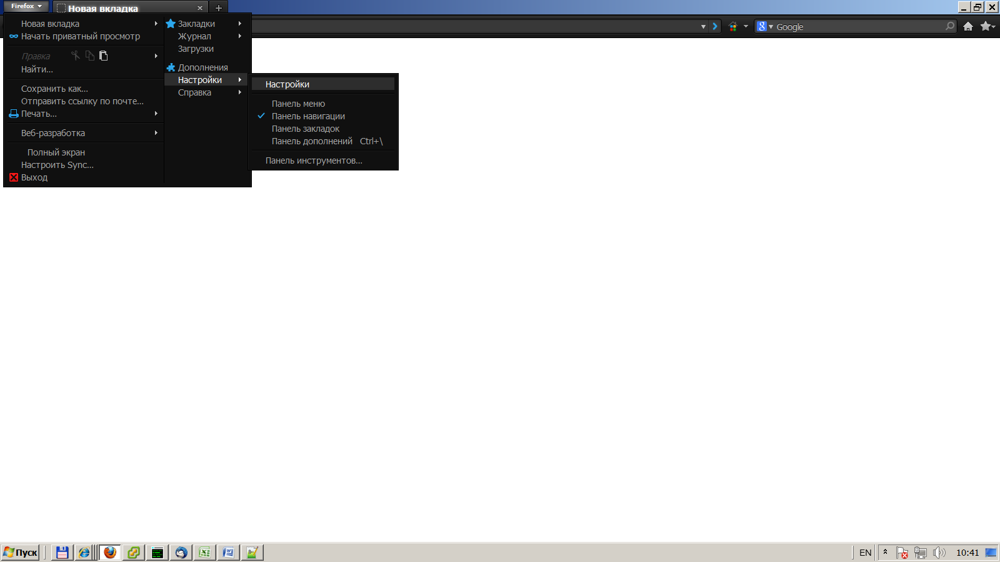 Firefox
Новая вкладка
Новая вкладка
Начать приватный просмотр
Правка
Найти...
Сохранить как...
Отправить ссылку по почте...
Печать...
Веб-разработка
Полный экран
Настроить Sync...
Выход
Закладки
Журнал
Загрузки
Дополнения
Настройки
Справка
Настройки
Панель меню
Панель навигации
Панель закладок
Панель дополнений Ctrl+\
Панель инструментов...
Google
Пуск
EN
10:41